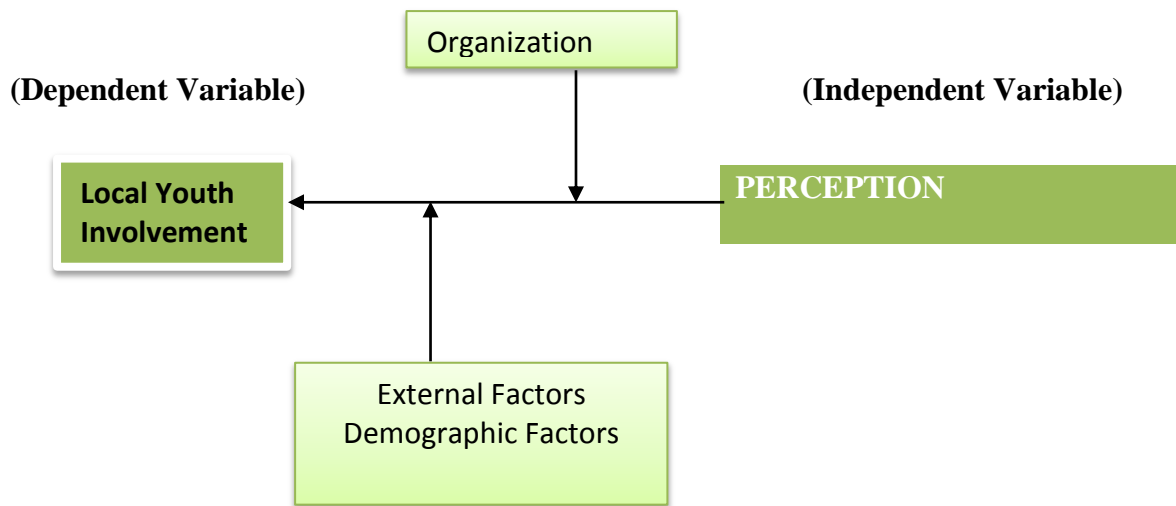 Organization
(Dependent Variable)
(Independent Variable)
Local Youth
Involvement
PERCEPTION
External Factors
Demographic Factors